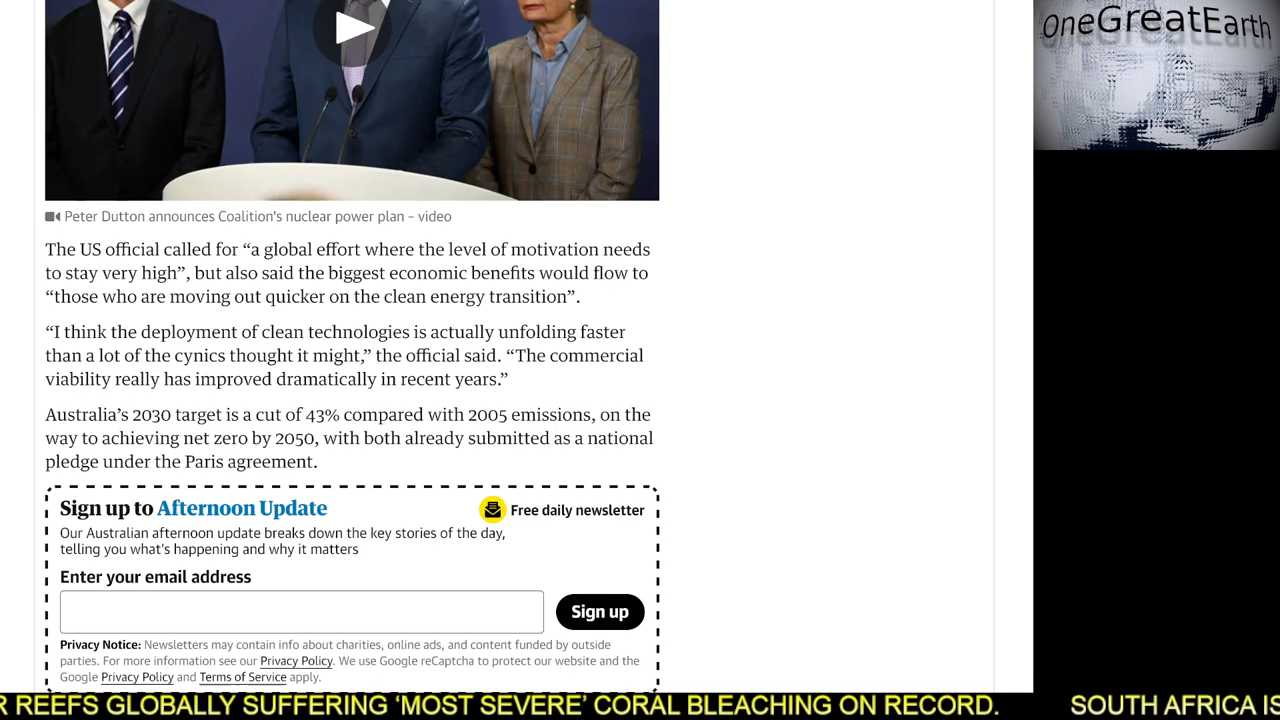 OneGreatEarth
Peter Dutton announces Coalition's nuclear power plan – video
The US official called for “a global effort where the level of motivation needs
to stay very high”, but also said the biggest economic benefits would flow to
“those who are moving out quicker on the clean energy transition”.
“I think the deployment of clean technologies is actually unfolding faster
than a lot of the cynics thought it might,” the official said. “The commercial
viability really has improved dramatically in recent years.”
Australia’s 2030 target is a cut of 43% compared with 2005 emissions, on the
way to achieving net zero by 2050, with both already submitted as a national
pledge under the Paris agreement.
Sign up to Afternoon Update
Free daily newsletter
Our Australian afternoon update breaks down the key stories of the day,
telling you what’s happening and why it matters
Enter your email address
Sign up
Privacy Notice: Newsletters may contain info about charities, online ads, and content funded by outside
parties. For more information see our Privacy Policy. We use Google reCaptcha to protect our website and the
Google Privacy Policy and Terms of Service apply.
R REEFS GLOBALLY SUFFERING ‘MOST SEVERE’ CORAL BLEACHING ON RECORD. SOUTH AFRICA IS